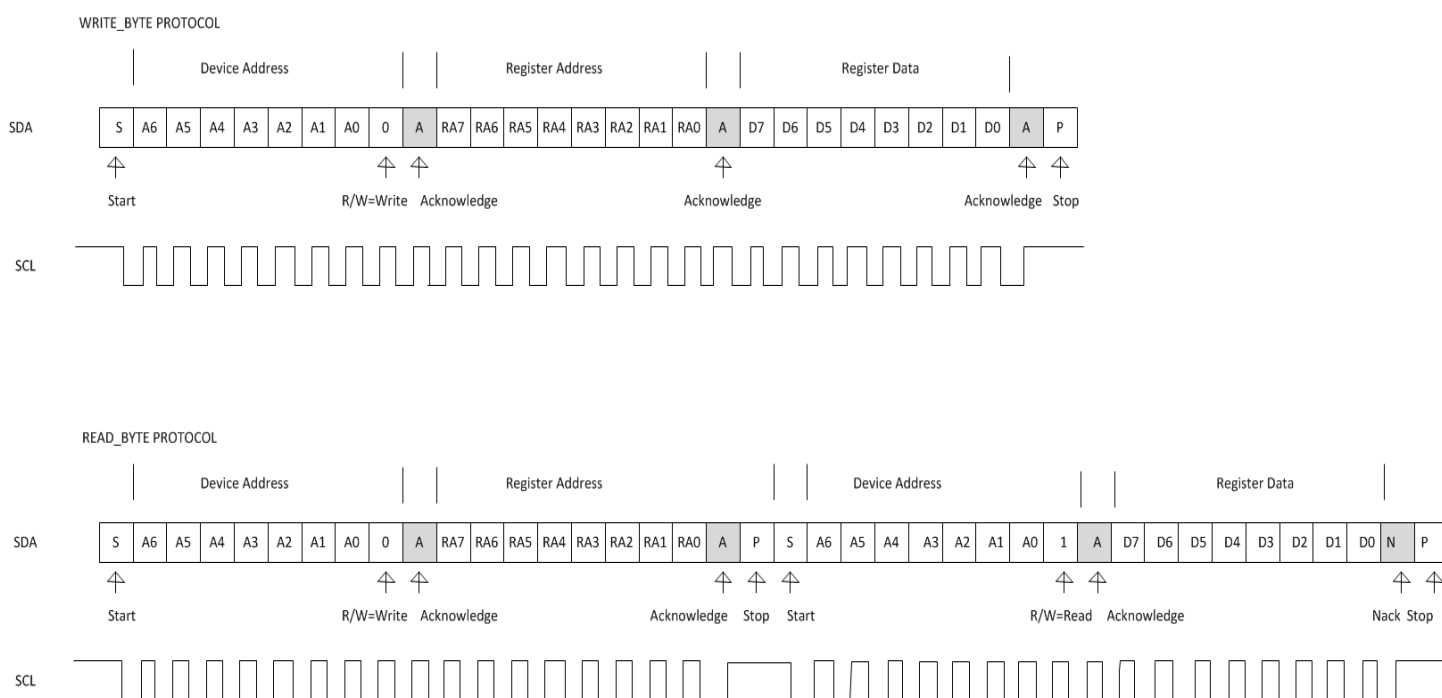 WRITE_BYTE PROTOCOL
Device Address Register Address Register Data
SDA S A6 A5 A4 A3 A2 A1 A0 0 A RA7 RA6 RA5 RA4 RA3 RA2 RA1 RA0 A D7 D6 D5 D4 D3 D2 D1 D0 A P
Start R/W=Write Acknowledge Acknowledge Acknowledge Stop
SCL
READ_BYTE PROTOCOL
Device Address Register Address Device Address Register Data
SDA S A6 A5 A4 A3 A2 A1 A0 0 A RA7 RA6 RA5 RA4 RA3 RA2 RA1 RA0 A P S A6 A5 A4 A3 A2 A1 A0 1 A D7 D6 D5 D4 D3 D2 D1 D0 N P
Start R/W=Write Acknowledge Acknowledge Stop Start R/W=Read Acknowledge Nack Stop
SCL